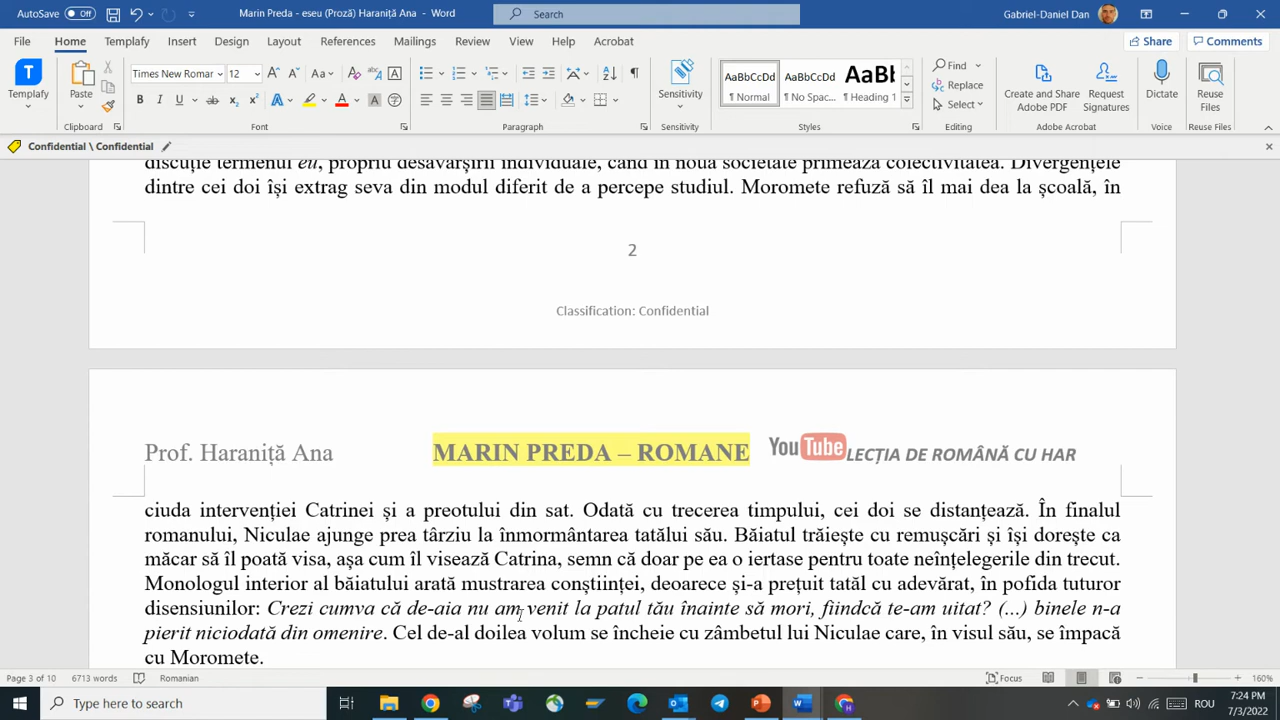 AutoSave Off Marin Preda - eseu (Proză) Haraniță Ana Search Gabriel-Daniel Dan
File Home Templafy Insert Design Layout References Mailings Review View Help Acrobat Share Comments
Times New Romar 12 AaBbCcDd AaBbCcDd AaBb Find
Templafy Paste Sensitivity ¶ Normal ¶ No Spac... ¶ Heading 1 Replace Select Create and Share Adobe PDF Request Signatures Dictate Reuse Files
Clipboard Font Paragraph Sensitivity Styles Editing Adobe Acrobat Voice Reuse Files
Confidential \ Confidential
discuție termenul eu, propriu desăvârșirii individuale, când în noua societate primează colectivitatea. Divergențele
dintre cei doi își extrag seva din modul diferit de a percepe studiul. Moromete refuză să îl mai dea la școală, în
2
Classification: Confidential
Prof. Haraniță Ana MARIN PREDA – ROMANE YouTube LECȚIA DE ROMÂNĂ CU HAR
ciuda intervenției Catrinei și a preotului din sat. Odată cu trecerea timpului, cei doi se distanțează. În finalul
romanului, Niculae ajunge prea târziu la înmormântarea tatălui său. Băiatul trăiește cu remușcări și își dorește ca
măcar să îl poată visa, așa cum îl visează Catrina, semn că doar pe ea o iertase pentru toate neînțelegerile din trecut.
Monologul interior al băiatului arată mustrarea conștiinței, deoarece și-a prețuit tatăl cu adevărat, în pofida tuturor
disensiunilor: Crezi cumva că de-aia nu am venit la patul tău înainte să mori, fiindcă te-am uitat? (...) binele n-a
pierit niciodată din omenire. Cel de-al doilea volum se încheie cu zâmbetul lui Niculae care, în visul său, se împacă
cu Moromete.
Page 3 of 10 6713 words Romanian Focus 160%
Type here to search ROU 7:24 PM
7/3/2022